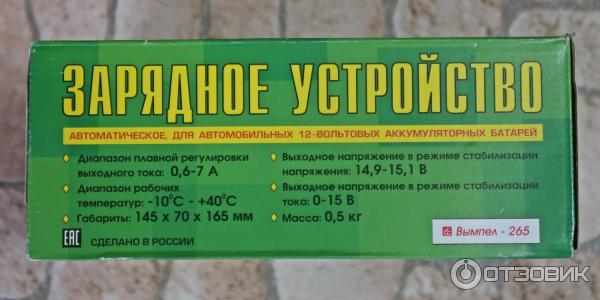 ЗАРЯДНОЕ УСТРОЙСТВО
АВТОМАТИЧЕСКОЕ, ДЛЯ АВТОМОБИЛЬНЫХ 12-ВОЛЬТОВЫХ АККУМУЛЯТОРНЫХ БАТАРЕЙ
Диапазон плавной регулировки
выходного тока: 0,6-7 А
Диапазон рабочих
температур: -10°С - +40°С
Габариты: 145 х 70 х 165 мм
Выходное напряжение в режиме стабилизации
напряжения: 14,9-15,1 В
Выходное напряжение в режиме стабилизации
тока: 0-15 В
Масса: 0,5 кг
EAC СДЕЛАНО В РОССИИ
Вымпел - 265
ОТЗОВИК